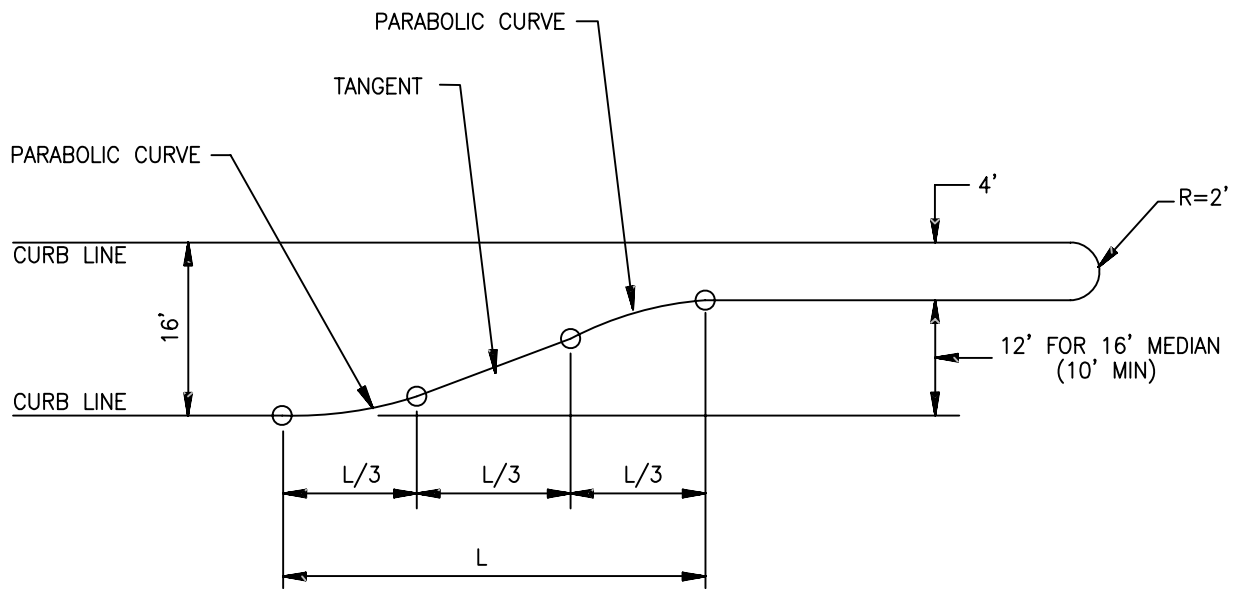 PARABOLIC CURVE
TANGENT
PARABOLIC CURVE
4'
R=2'
CURB LINE
16'
12' FOR 16' MEDIAN
(10' MIN)
CURB LINE
L/3
L/3
L/3
L